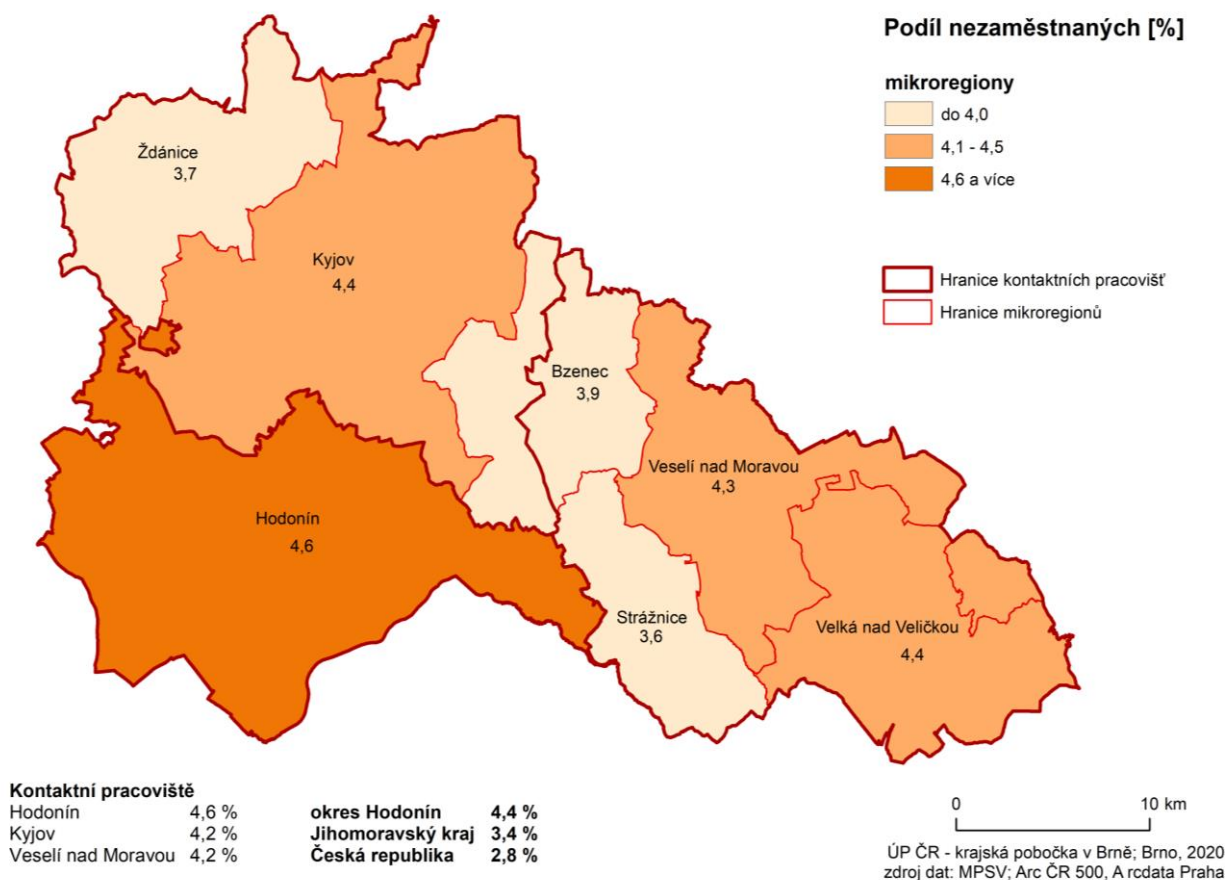 Podíl nezaměstnaných [%]
mikroregiony
do 4,0
4,1 - 4,5
4,6 a více
Hranice kontaktních pracovišť
Hranice mikroregionů
Ždánice
3,7
Kyjov
4,4
Bzenec
3,9
Veselí nad Moravou
4,3
Hodonín
4,6
Strážnice
3,6
Velká nad Veličkou
4,4
Kontaktní pracoviště
Hodonín 4,6 % okres Hodonín 4,4 %
Kyjov 4,2 % Jihomoravský kraj 3,4 %
Veselí nad Moravou 4,2 % Česká republika 2,8 %
0 10 km
ÚP ČR - krajská pobočka v Brně; Brno, 2020
zdroj dat: MPSV; Arc ČR 500, A rcdata Praha